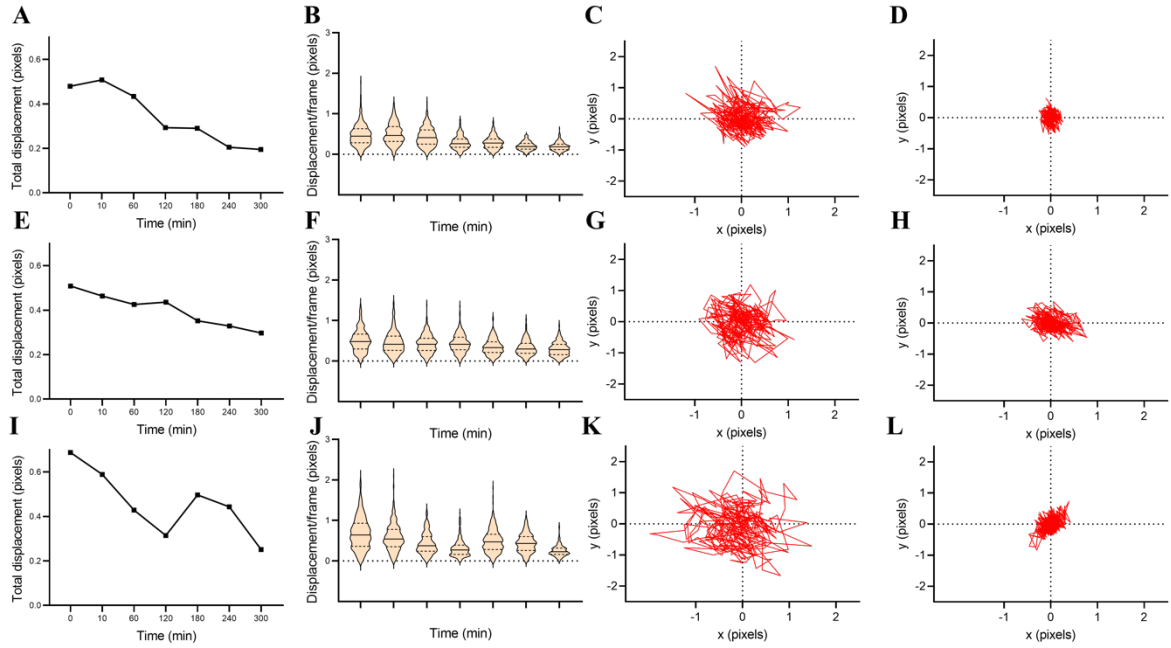 A
Total displacement (pixels)
0.6
0.4
0.2
0.0
0 10 60 120 180 240 300
Time (min)
B
Displacement/frame (pixels)
3
2
1
0
Time (min)
C
y (pixels)
2
1
0
-1
-2
-1 0 1 2
x (pixels)
D
y (pixels)
2
1
0
-1
-2
-1 0 1 2
x (pixels)
E
Total displacement (pixels)
0.6
0.4
0.2
0.0
0 10 60 120 180 240 300
Time (min)
F
Displacement/frame (pixels)
3
2
1
0
Time (min)
G
y (pixels)
2
1
0
-1
-2
-1 0 1 2
x (pixels)
H
y (pixels)
2
1
0
-1
-2
-1 0 1 2
x (pixels)
I
Total displacement (pixels)
0.6
0.4
0.2
0.0
0 10 60 120 180 240 300
Time (min)
J
Displacement/frame (pixels)
3
2
1
0
Time (min)
K
y (pixels)
2
1
0
-1
-2
-1 0 1 2
x (pixels)
L
y (pixels)
2
1
0
-1
-2
-1 0 1 2
x (pixels)